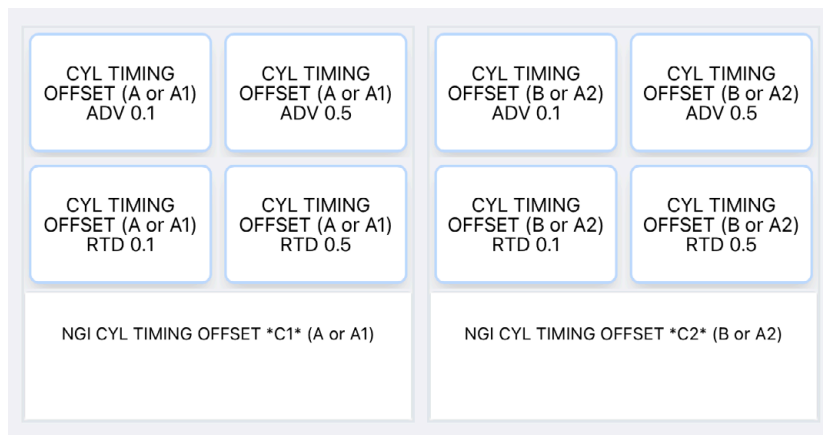 CYL TIMING
OFFSET (A or A1)
ADV 0.1
CYL TIMING
OFFSET (A or A1)
ADV 0.5
CYL TIMING
OFFSET (B or A2)
ADV 0.1
CYL TIMING
OFFSET (B or A2)
ADV 0.5
CYL TIMING
OFFSET (A or A1)
RTD 0.1
CYL TIMING
OFFSET (A or A1)
RTD 0.5
CYL TIMING
OFFSET (B or A2)
RTD 0.1
CYL TIMING
OFFSET (B or A2)
RTD 0.5
NGI CYL TIMING OFFSET *C1* (A or A1)
NGI CYL TIMING OFFSET *C2* (B or A2)